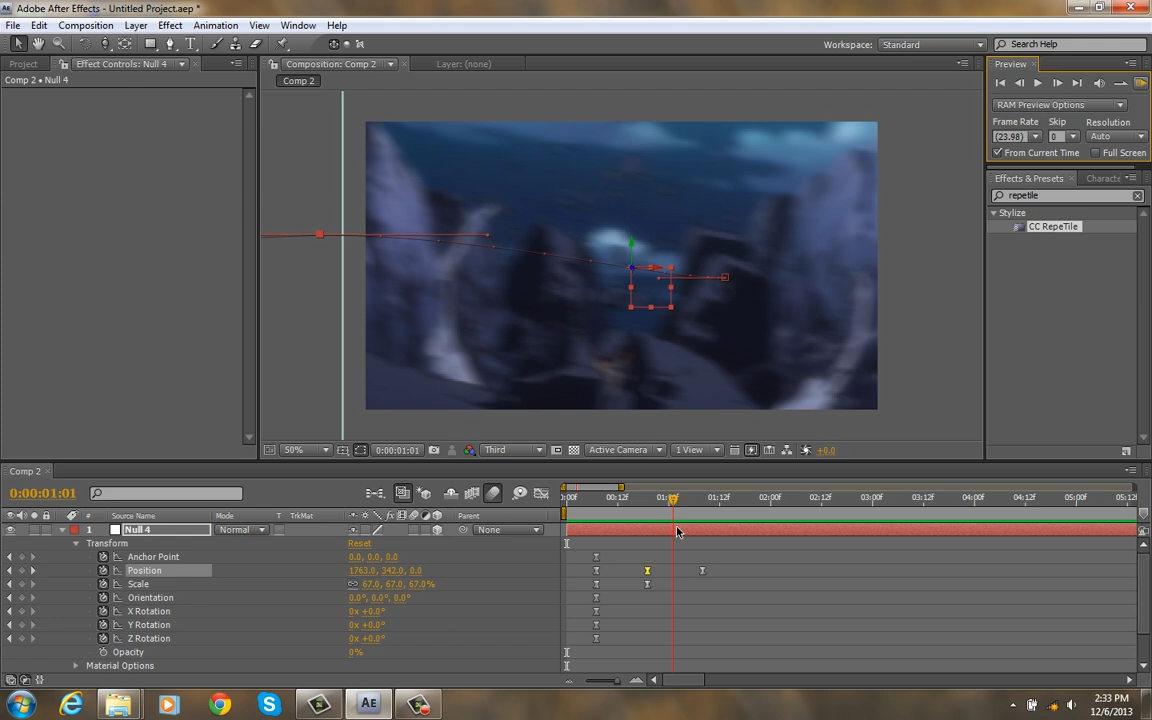 Adobe After Effects - Untitled Project.aep *
File Edit Composition Layer Effect Animation View Window Help
Workspace: Standard Search Help
Project Effect Controls: Null 4 Composition: Comp 2 Layer: (none) Preview
Comp 2 • Null 4
Comp 2
RAM Preview Options
Frame Rate Skip Resolution
(23.98) 0 Auto
From Current Time Full Screen
Effects & Presets Characte
repetile
Stylize
CC RepeTile
50% 0:00:01:01 Third Active Camera 1 View +0.0
Comp 2
0:00:01:01
:00f 00:12f 01:00f 01:12f 02:00f 02:12f 03:00f 03:12f 04:00f 04:12f 05:00f 05:12f
# Source Name Mode T TrkMat Parent
1 Null 4 Normal None
Transform Reset
Anchor Point 0.0, 0.0, 0.0
Position 1763.0, 342.0, 0.0
Scale 67.0, 67.0, 67.0%
Orientation 0.0°, 0.0°, 0.0°
X Rotation 0x +0.0°
Y Rotation 0x +0.0°
Z Rotation 0x +0.0°
Opacity 0%
Material Options
2:33 PM
12/6/2013